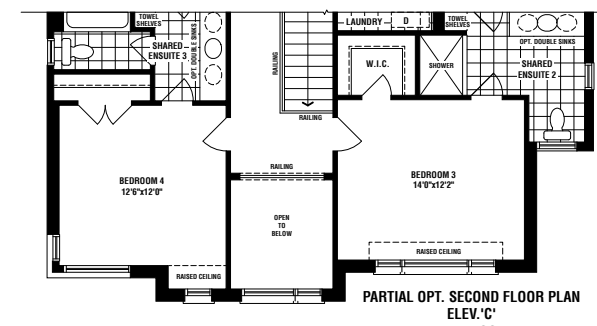 TOWEL
SHELVES
SHARED
ENSUITE 3
OPT. DOUBLE SINKS
RAILING
RAILING
LAUNDRY
D
W.I.C.
TOWEL
SHELVES
SHOWER
OPT. DOUBLE SINKS
SHARED
ENSUITE 2
RAILING
BEDROOM 4
12'6"x12'0"
BEDROOM 3
14'0"x12'2"
OPEN
TO
BELOW
RAISED CEILING
RAISED CEILING
PARTIAL OPT. SECOND FLOOR PLAN
ELEV.'C'